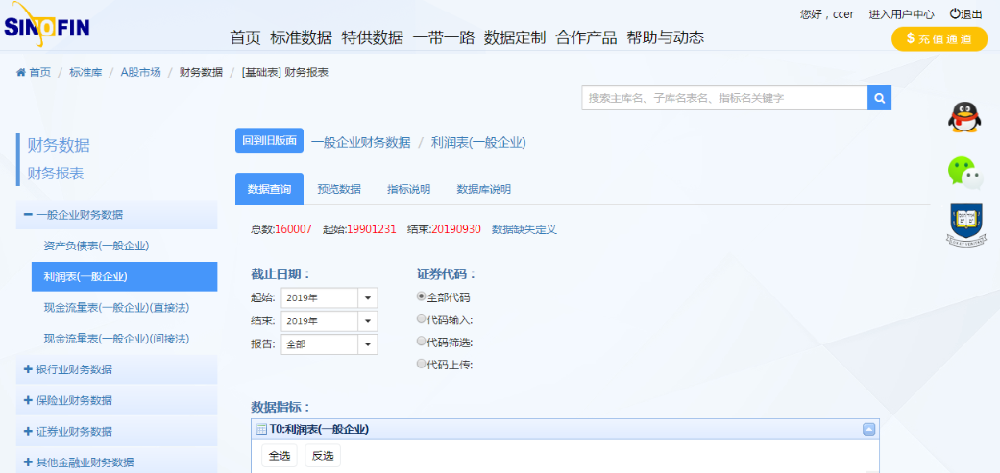 SINOFIN
您好，ccer 进入用户中心 退出
首页 标准数据 特供数据 一带一路 数据定制 合作产品 帮助与动态
$ 充值通道
首页 / 标准库 / A股市场 / 财务数据 / [基础表] 财务报表
搜索主库名、子库名表名、指标名关键字
财务数据
财务报表
一般企业财务数据
资产负债表(一般企业)
利润表(一般企业)
现金流量表(一般企业)(直接法)
现金流量表(一般企业)(间接法)
银行业财务数据
保险业财务数据
证券业财务数据
其他金融业财务数据
回到旧版面 一般企业财务数据 / 利润表(一般企业)
数据查询 预览数据 指标说明 数据库说明
总数:160007 起始:19901231 结束:20190930 数据缺失定义
截止日期：
起始: 2019年
结束: 2019年
报告: 全部
证券代码：
全部代码
代码输入:
代码筛选:
代码上传:
数据指标：
T0:利润表(一般企业)
全选 反选